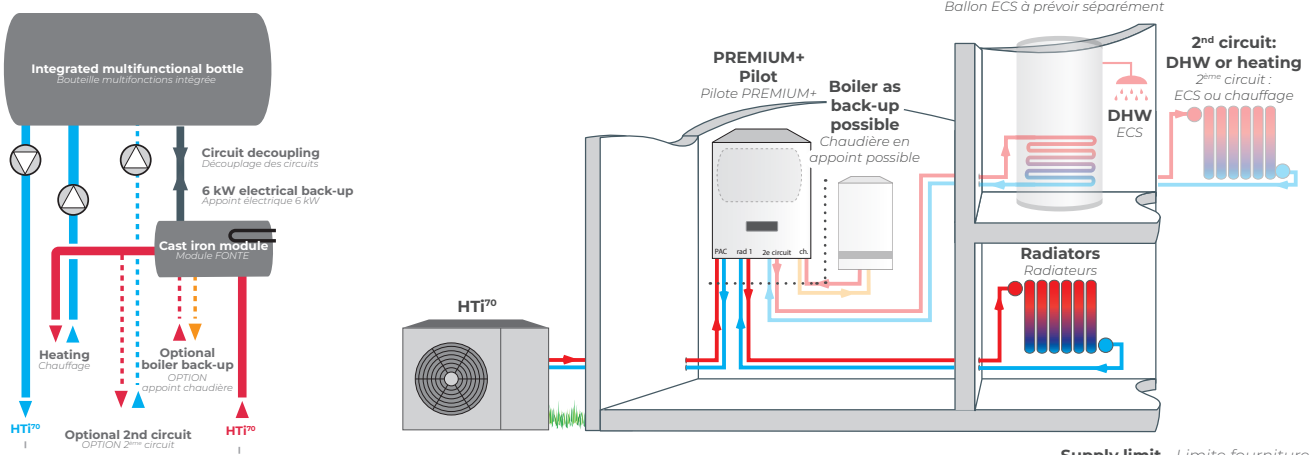 Integrated multifunctional bottle
Bouteille multifonctions intégrée
Circuit decoupling
Découplage des circuits
6 kW electrical back-up
Appoint électrique 6 kW
Cast iron module
Module FONTE
Heating
Chauffage
Optional
boiler back-up
OPTION
appoint chaudière
HTi70
Optional 2nd circuit
OPTION 2ème circuit
HTi70
HTi70
PREMIUM+
Pilot
Pilote PREMIUM+
Boiler as
back-up
possible
Chaudière en
appoint possible
PAC rad 1 2e circuit ch.
Ballon ECS à prévoir séparément
DHW
ECS
2nd circuit:
DHW or heating
2ème circuit :
ECS ou chauffage
Radiators
Radiateurs
Supply limit Limite fourniture